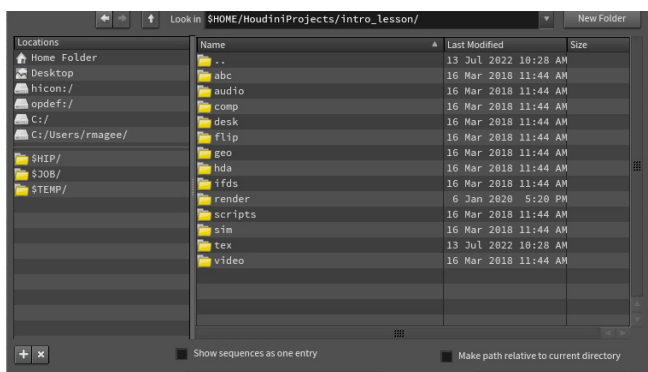 Look in $HOME/HoudiniProjects/intro_lesson/ New Folder
Locations
Home Folder
Desktop
hicon:/
opdef:/
C:/
C:/Users/rmagee/
$HIP/
$JOB/
$TEMP/
Name Last Modified Size
.. 13 Jul 2022 10:28 AM
abc 16 Mar 2018 11:44 AM
audio 16 Mar 2018 11:44 AM
comp 16 Mar 2018 11:44 AM
desk 16 Mar 2018 11:44 AM
flip 16 Mar 2018 11:44 AM
geo 16 Mar 2018 11:44 AM
hda 16 Mar 2018 11:44 AM
ifds 16 Mar 2018 11:44 AM
render 6 Jan 2020 5:20 PM
scripts 16 Mar 2018 11:44 AM
sim 16 Mar 2018 11:44 AM
tex 13 Jul 2022 10:28 AM
video 16 Mar 2018 11:44 AM
Show sequences as one entry
Make path relative to current directory